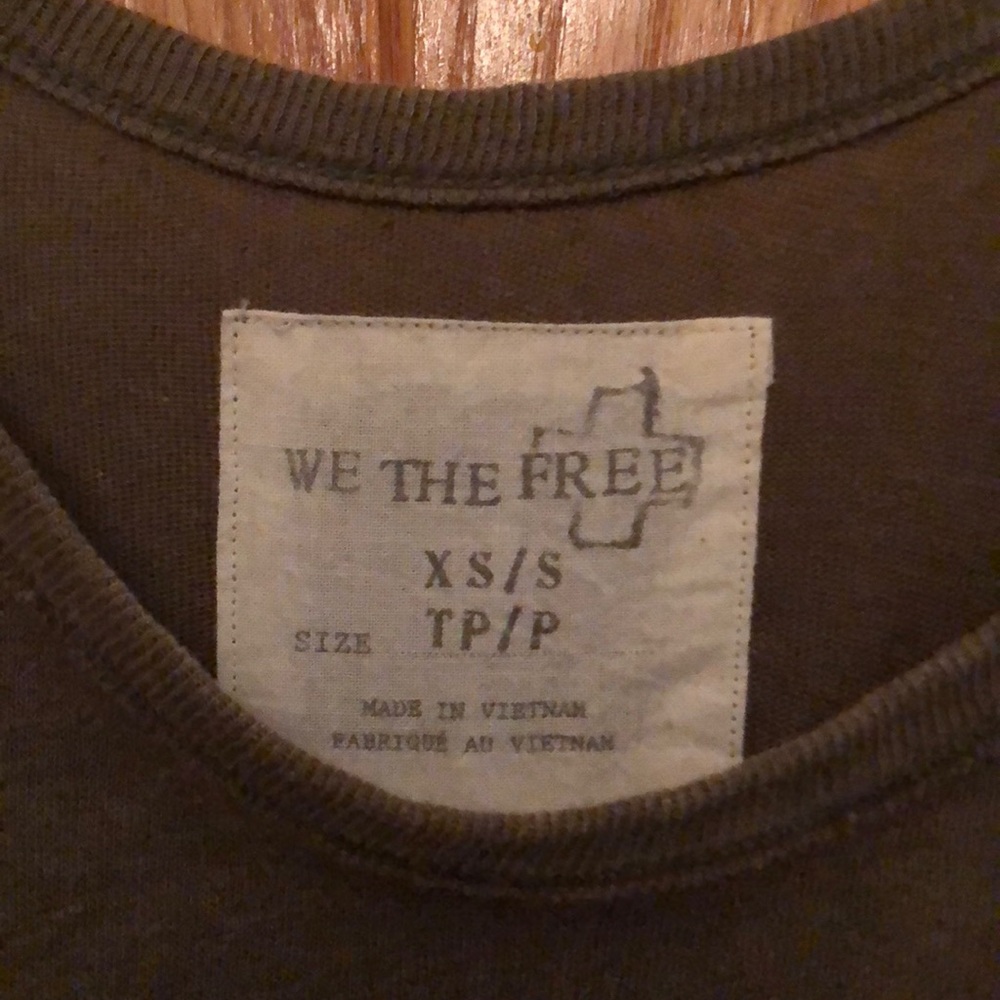 WE THE FREE
XS/S
TP/P
SIZE
MADE IN VIETNAM
FABRIQUÉ AU VIETNAM